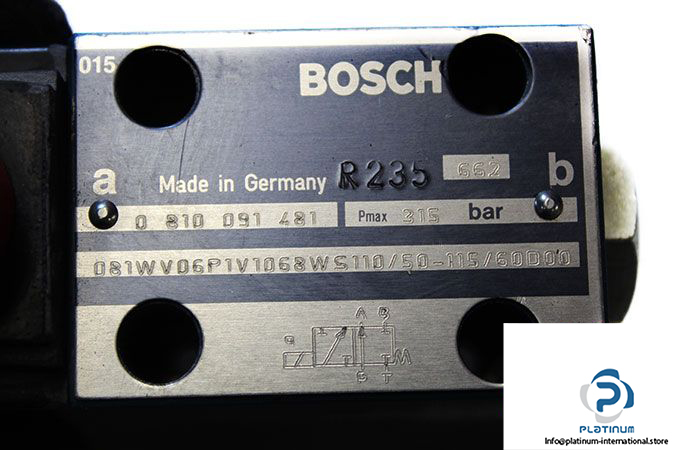 015
BOSCH
a Made in Germany R235 662 b
0 810 091 481 Pmax 315 bar
081WV06P1V1068WS110/50-115/60D00
A B
a
T T
T
PLATINUM
Info@platinum-international.store